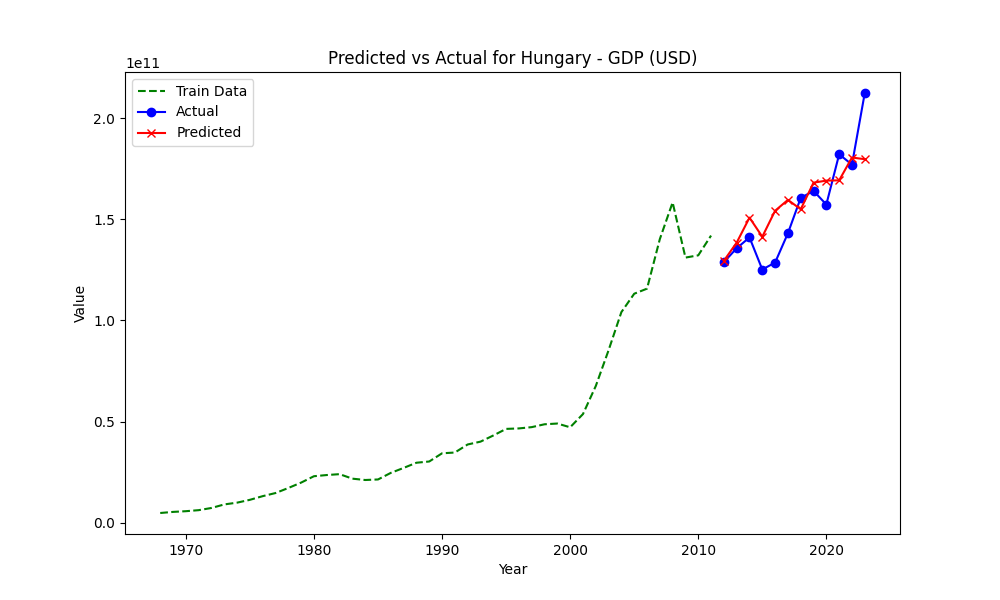 Predicted vs Actual for Hungary - GDP (USD)
1e11
Train Data
Actual
Predicted
2.0
1.5
1.0
0.5
0.0
Value
1970
1980
1990
2000
2010
2020
Year